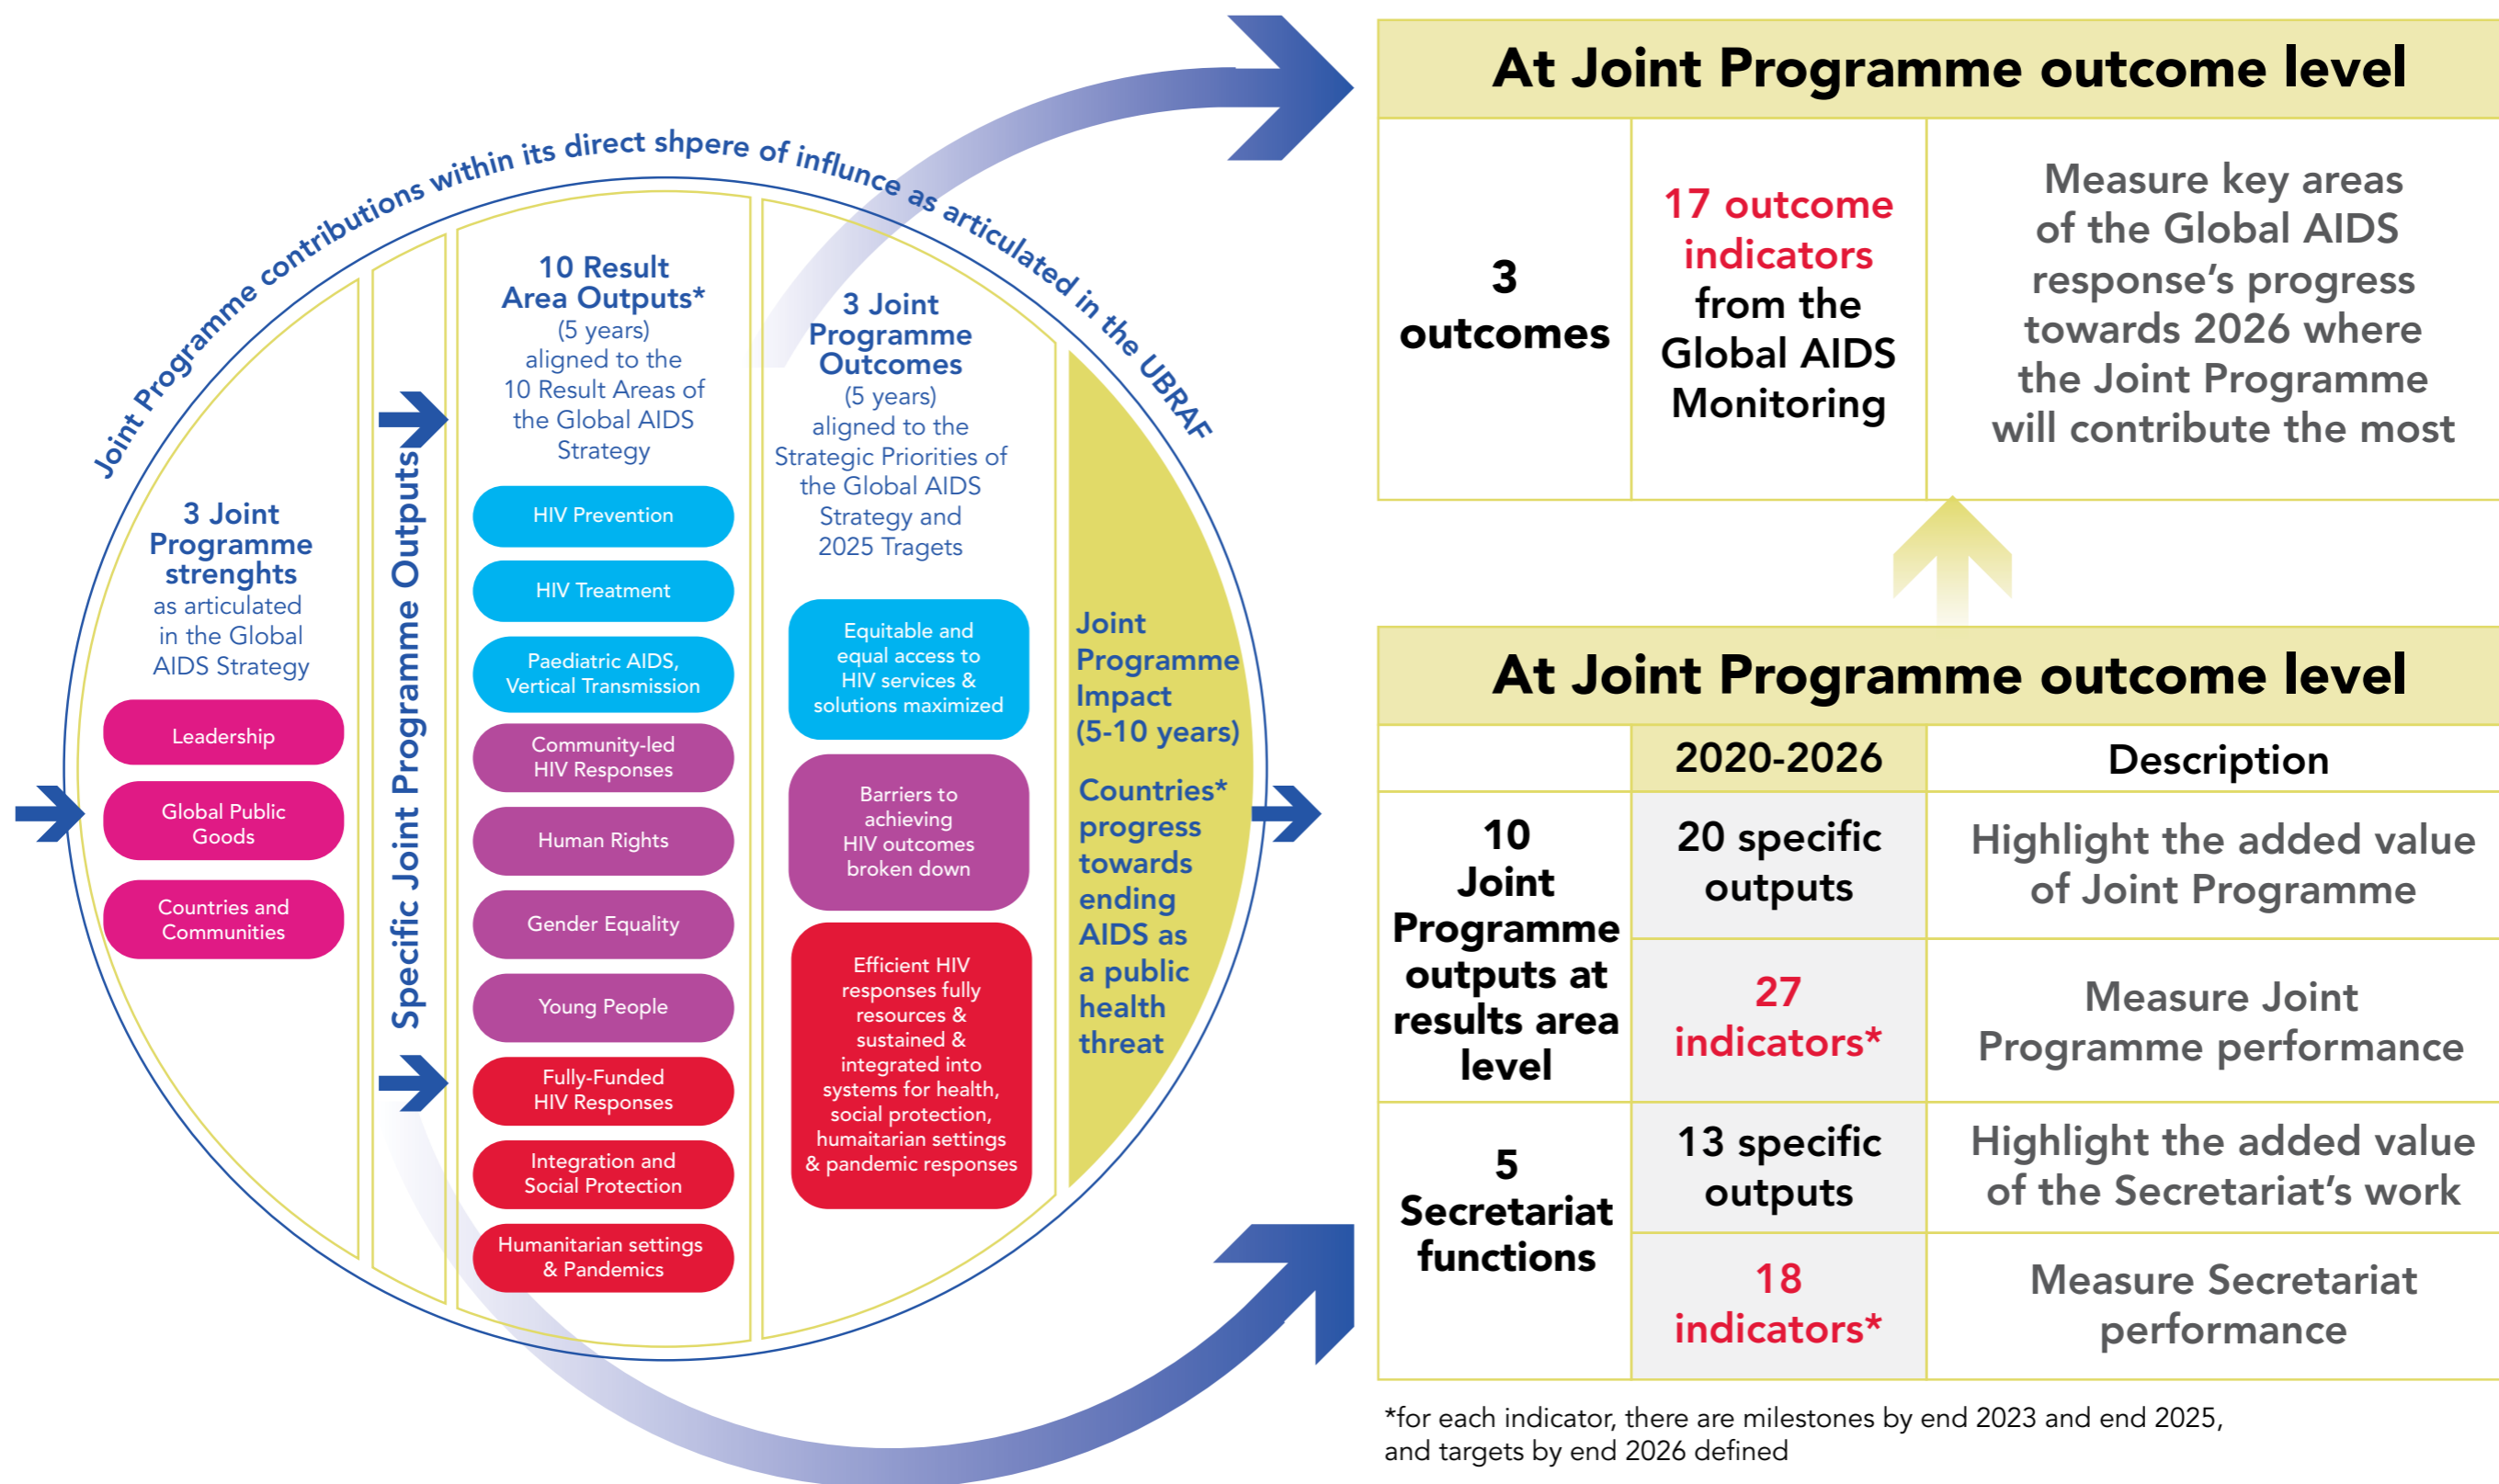 Joint Programme contributions within its direct shpere of influnce as articulated in the UBRAF
3 Joint
Programme
strenghts
as articulated
in the Global
AIDS Strategy
Leadership
Global Public
Goods
Countries and
Communities
Specific Joint Programme Outputs
10 Result
Area Outputs*
(5 years)
aligned to the
10 Result Areas of
the Global AIDS
Strategy
HIV Prevention
HIV Treatment
Paediatric AIDS,
Vertical Transmission
Community-led
HIV Responses
Human Rights
Gender Equality
Young People
Fully-Funded
HIV Responses
Integration and
Social Protection
Humanitarian settings
& Pandemics
3 Joint
Programme
Outcomes
(5 years)
aligned to the
Strategic Priorities of
the Global AIDS
Strategy and
2025 Tragets
Equitable and
equal access to
HIV services &
solutions maximized
Barriers to
achieving
HIV outcomes
broken down
Efficient HIV
responses fully
resources &
sustained &
integrated into
systems for health,
social protection,
humaitarian settings
& pandemic responses
Joint
Programme
Impact
(5-10 years)
Countries*
progress
towards
ending
AIDS as
a public
health
threat
At Joint Programme outcome level
3
outcomes
17 outcome
indicators
from the
Global AIDS
Monitoring
Measure key areas
of the Global AIDS
response’s progress
towards 2026 where
the Joint Programme
will contribute the most
At Joint Programme outcome level
2020-2026
Description
10
Joint
Programme
outputs at
results area
level
20 specific
outputs
Highlight the added value
of Joint Programme
27
indicators*
Measure Joint
Programme performance
5
Secretariat
functions
13 specific
outputs
Highlight the added value
of the Secretariat’s work
18
indicators*
Measure Secretariat
performance
*for each indicator, there are milestones by end 2023 and end 2025,
and targets by end 2026 defined